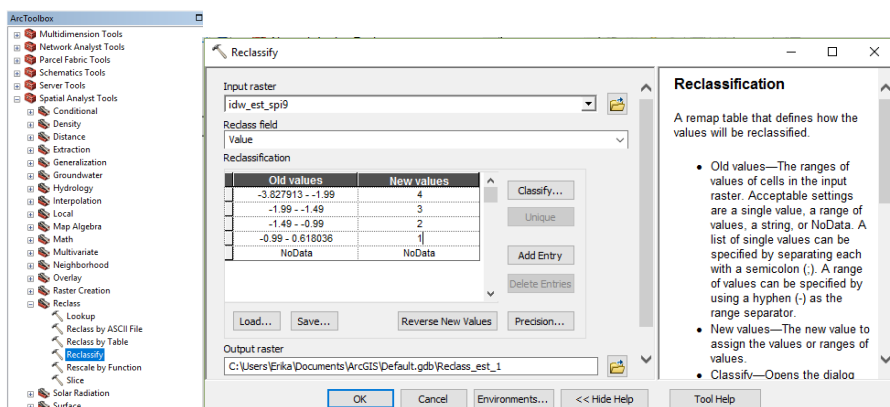 ArcToolbox
Multidimension Tools
Network Analyst Tools
Parcel Fabric Tools
Schematics Tools
Server Tools
Spatial Analyst Tools
Conditional
Density
Distance
Extraction
Generalization
Groundwater
Hydrology
Interpolation
Local
Map Algebra
Math
Multivariate
Neighborhood
Overlay
Raster Creation
Reclass
Lookup
Reclass by ASCII File
Reclass by Table
Reclassify
Rescale by Function
Slice
Solar Radiation
Surface
Reclassify
Input raster
idw_est_spi9
Reclass field
Value
Reclassification
Old values New values
-3.827913 - -1.99 4
-1.99 - -1.49 3
-1.49 - -0.99 2
-0.99 - 0.618036 1
NoData NoData
Classify...
Unique
Add Entry
Delete Entries
Load... Save... Reverse New Values Precision...
Output raster
C:\Users\Erika\Documents\ArcGIS\Default.gdb\Reclass_est_1
OK Cancel Environments... << Hide Help Tool Help
Reclassification
A remap table that defines how the
values will be reclassified.
• Old values—The ranges of
values of cells in the input
raster. Acceptable settings
are a single value, a range of
values, a string, or NoData. A
list of single values can be
specified by separating each
with a semicolon (;). A range
of values can be specified by
using a hyphen (-) as the
range separator.
• New values—The new value to
assign the values or ranges of
values.
• Classify—Opens the dialog